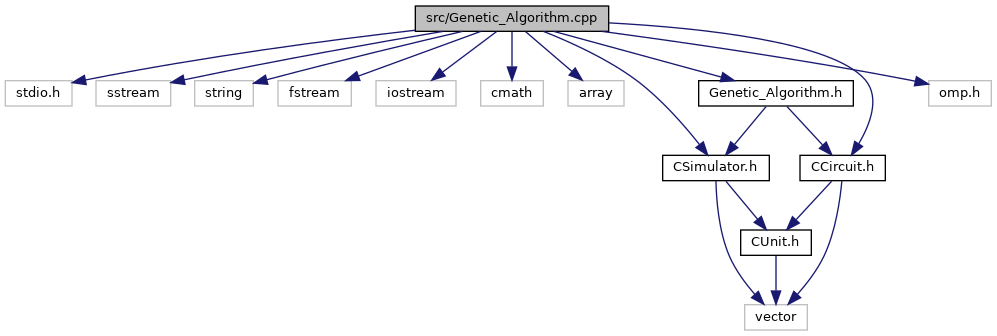 src/Genetic_Algorithm.cpp
stdio.h
sstream
string
fstream
iostream
cmath
array
Genetic_Algorithm.h
omp.h
CSimulator.h
CCircuit.h
CUnit.h
vector